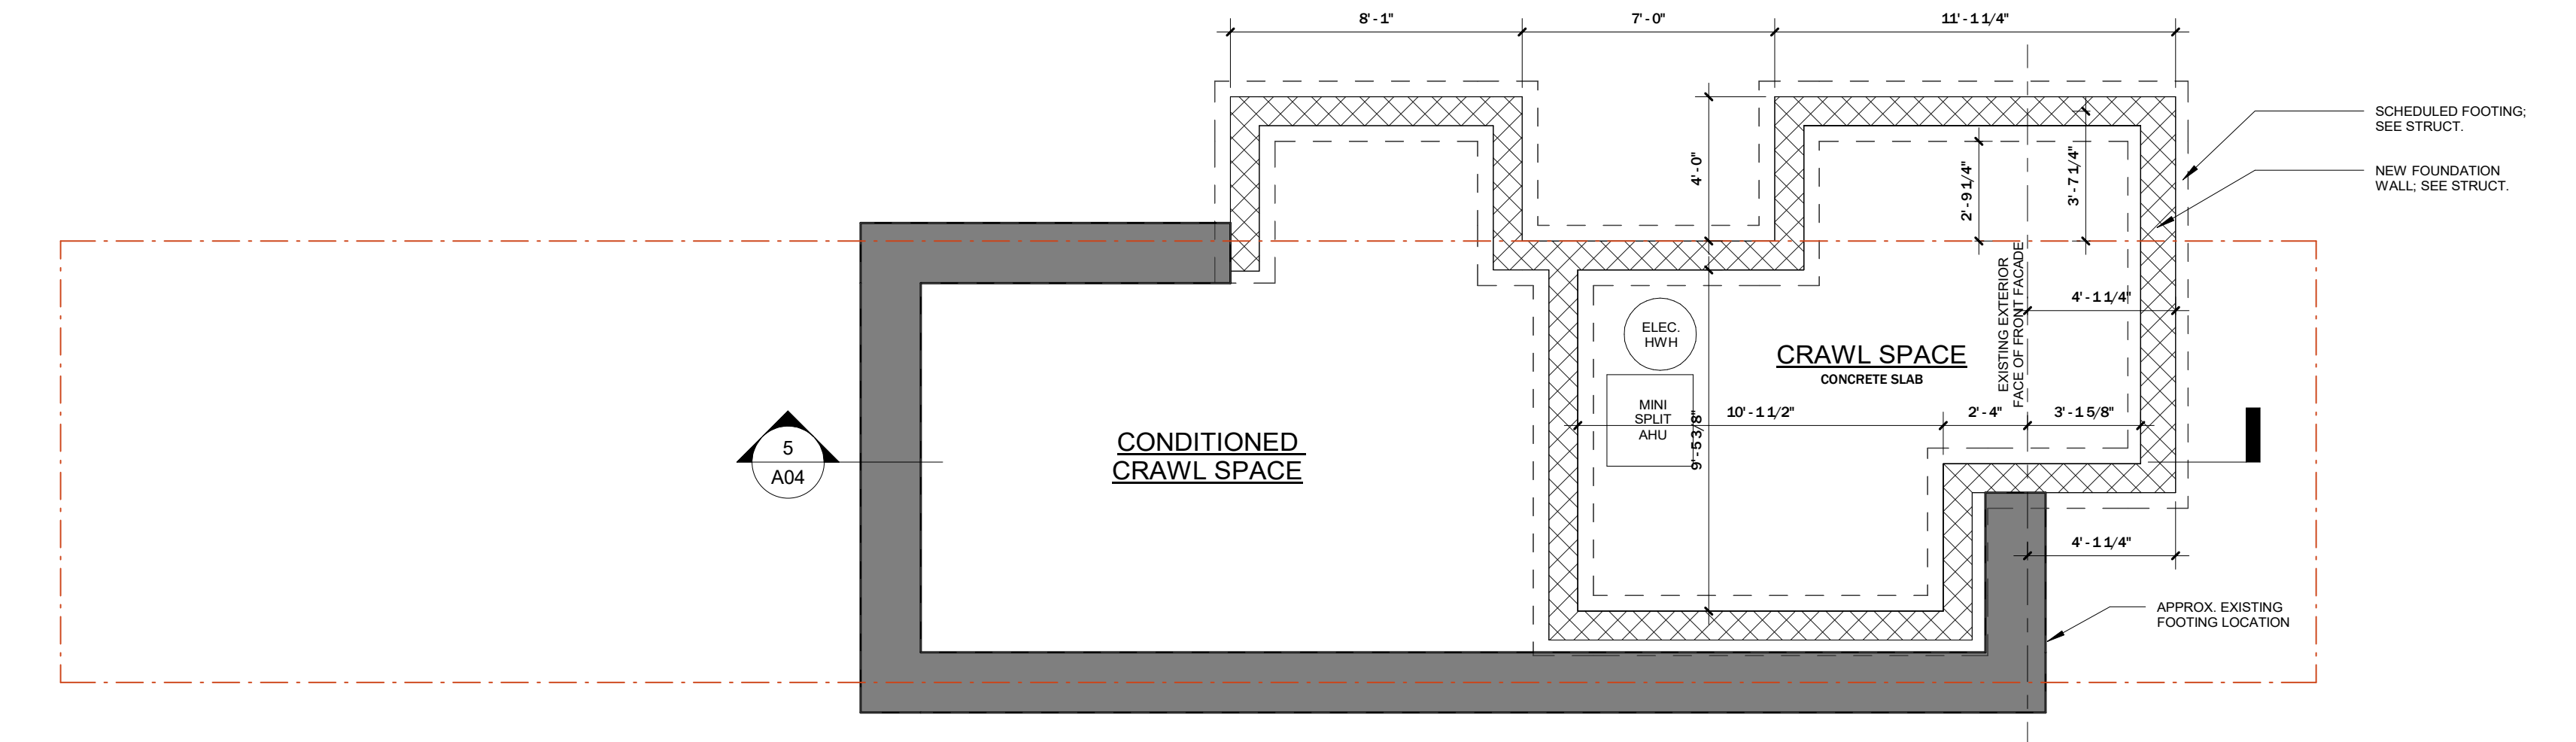 8'-1"
7'-0"
11'-1 1/4"
SCHEDULED FOOTING;
SEE STRUCT.
NEW FOUNDATION
WALL; SEE STRUCT.
4'-0"
2'-9 1/4"
3'-7 1/4"
EXISTING EXTERIOR
FACE OF FRONT FACADE
4'-1 1/4"
ELEC.
HWH
CRAWL SPACE
CONCRETE SLAB
MINI
SPLIT
AHU
9'-5 3/8"
10'-1 1/2"
2'-4"
3'-1 5/8"
CONDITIONED
CRAWL SPACE
5
A04
4'-1 1/4"
APPROX. EXISTING
FOOTING LOCATION